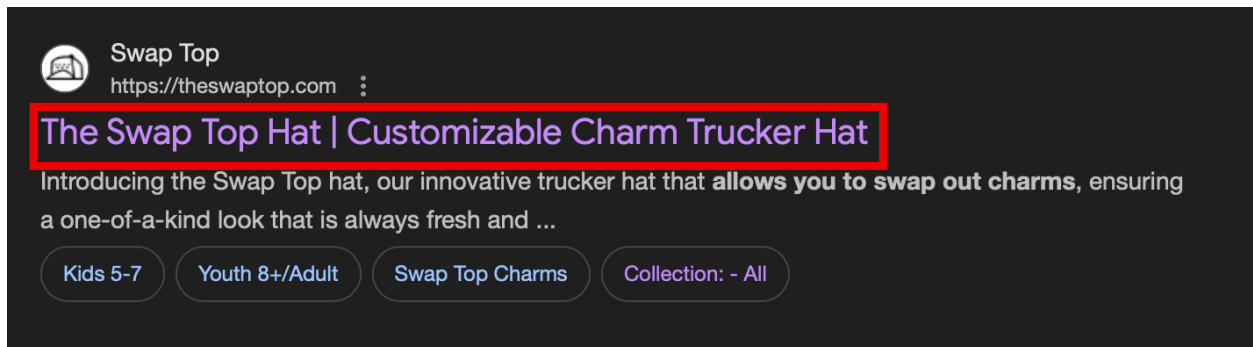 Swap Top
https://theswaptop.com
The Swap Top Hat | Customizable Charm Trucker Hat
Introducing the Swap Top hat, our innovative trucker hat that allows you to swap out charms, ensuring
a one-of-a-kind look that is always fresh and ...
Kids 5-7 Youth 8+/Adult Swap Top Charms Collection: - All